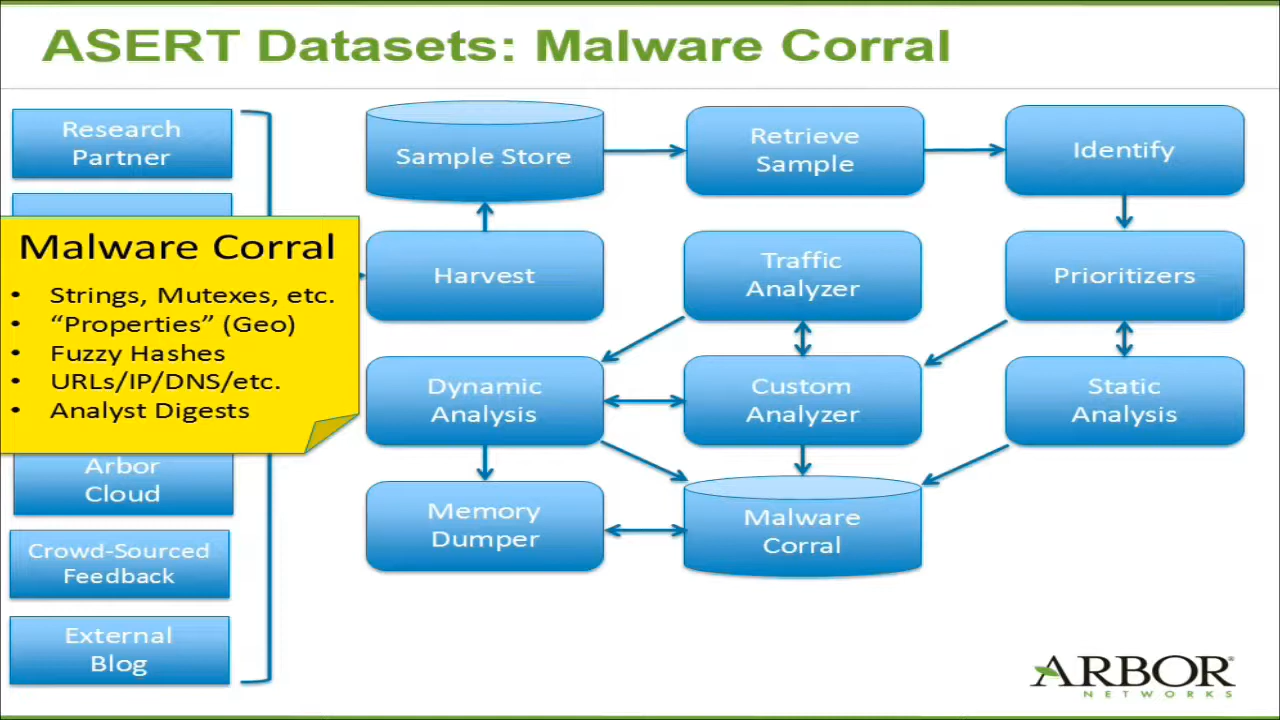 ASERT Datasets: Malware Corral
Research
Partner
Sample Store
Retrieve
Sample
Identify
Malware Corral
• Strings, Mutexes, etc.
• “Properties” (Geo)
• Fuzzy Hashes
• URLs/IP/DNS/etc.
• Analyst Digests
Harvest
Traffic
Analyzer
Prioritizers
Dynamic
Analysis
Custom
Analyzer
Static
Analysis
Arbor
Cloud
Memory
Dumper
Malware
Corral
Crowd-Sourced
Feedback
External
Blog
ARBOR®
NETWORKS